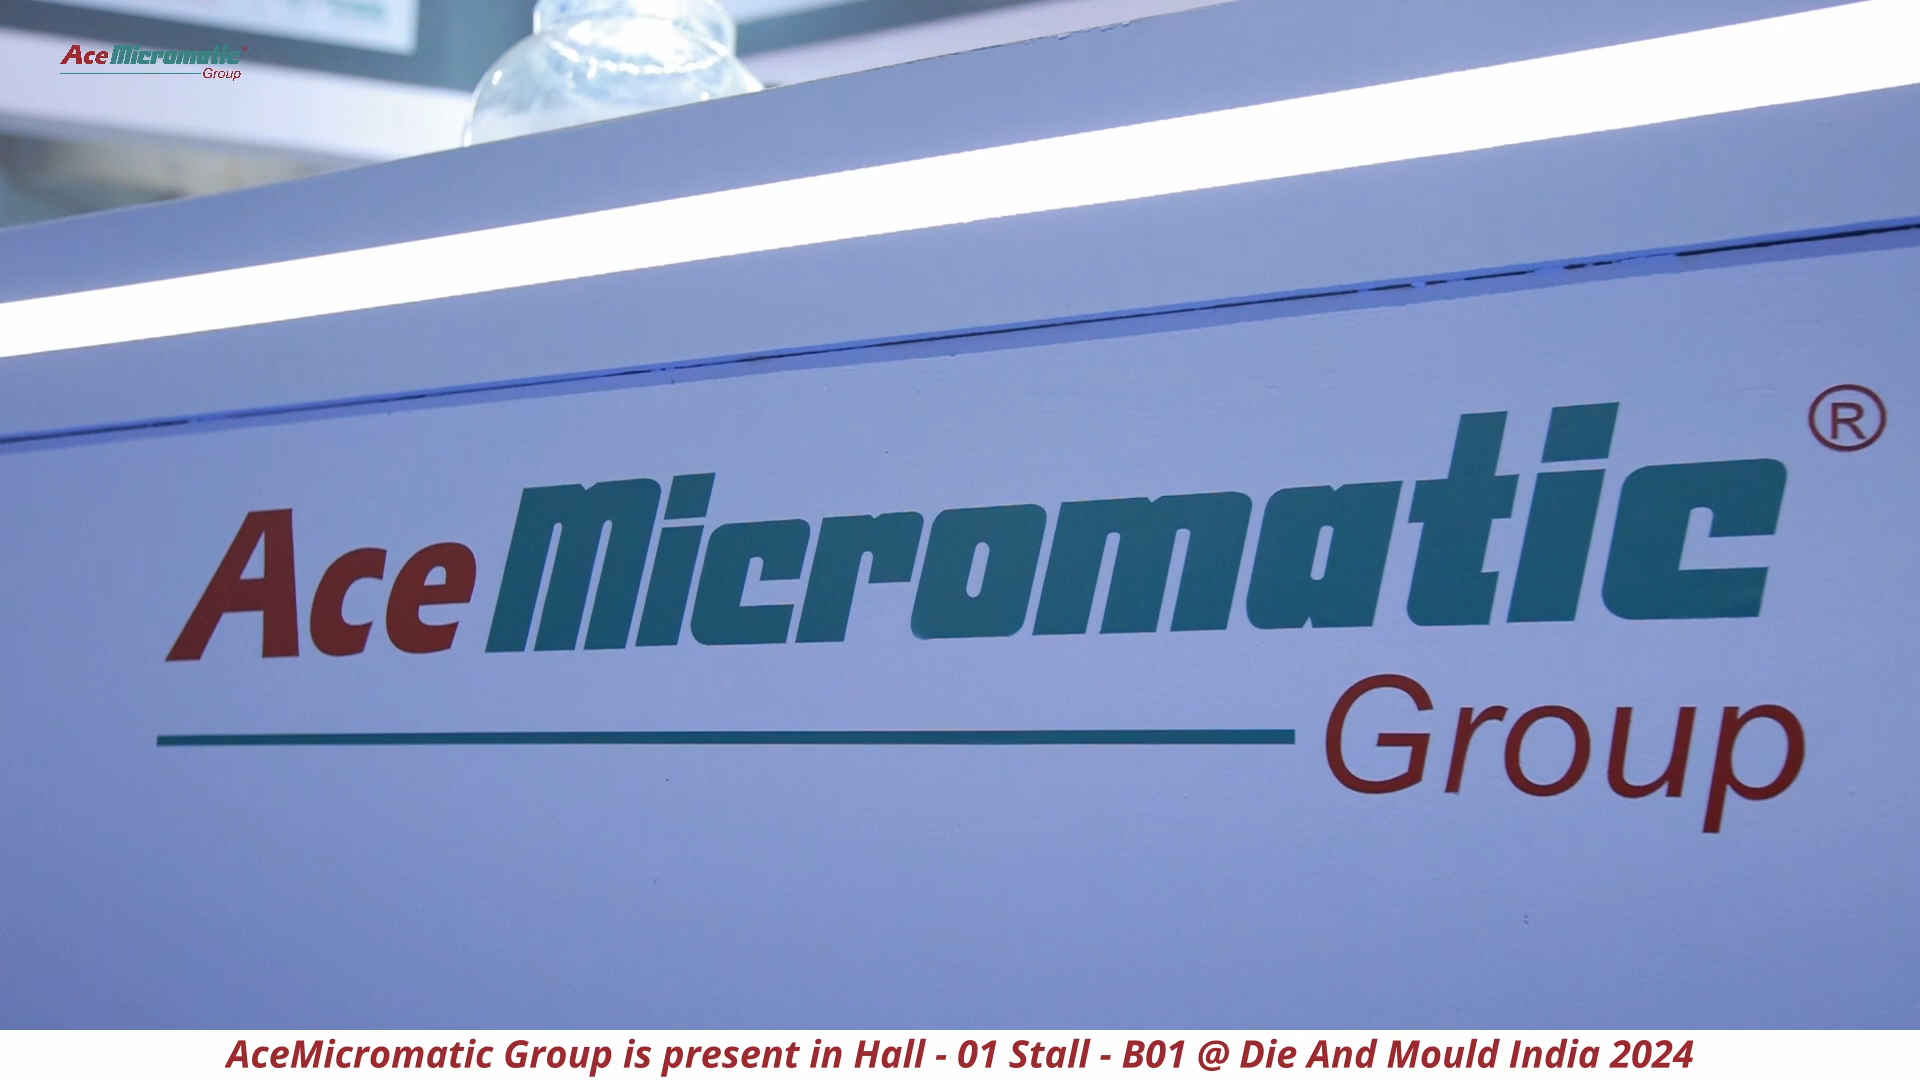 AceMicromatic®
Group
AceMicromatic®
Group
AceMicromatic Group is present in Hall - 01 Stall - B01 @ Die And Mould India 2024